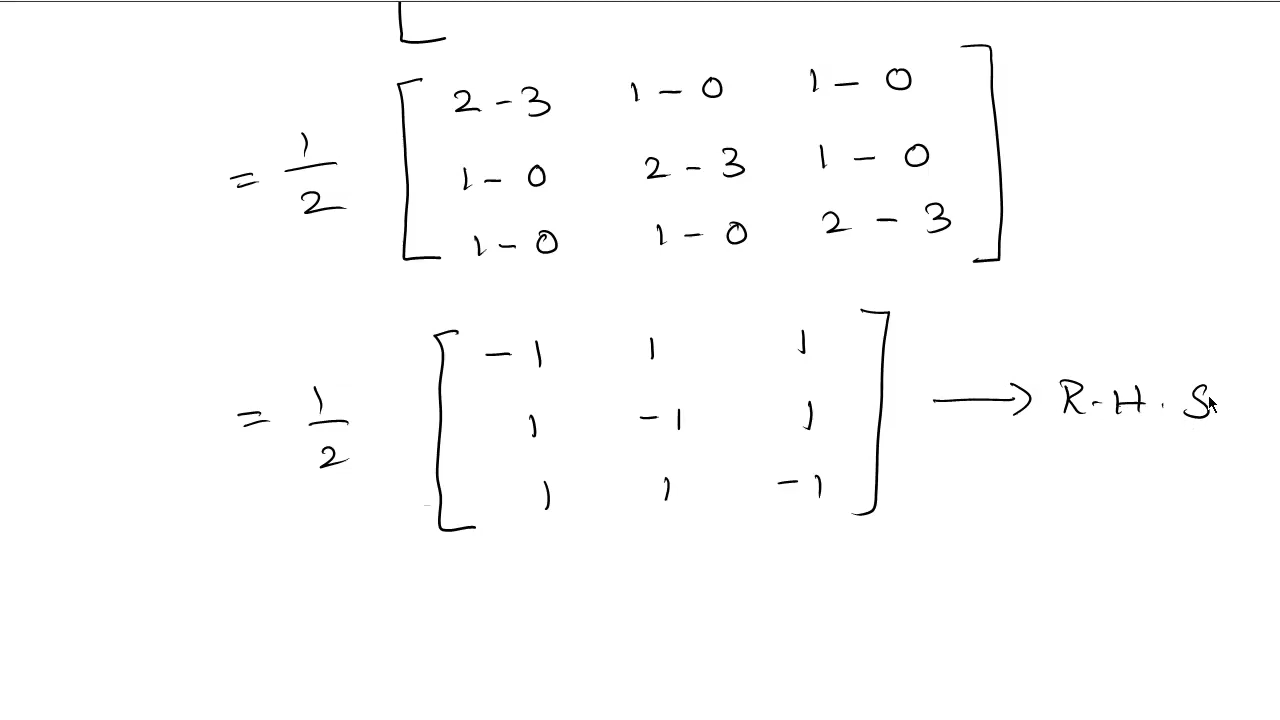 2 - 3 1 - 0 1 - 0
= 1/2 1 - 0 2 - 3 1 - 0
1 - 0 1 - 0 2 - 3
-1 1 1
= 1/2 1 -1 1 → R.H.S
1 1 -1